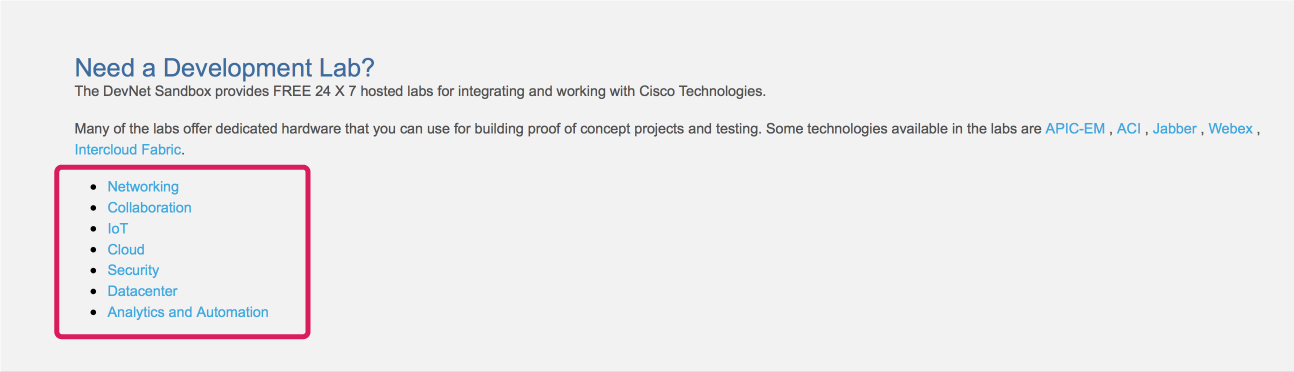 Need a Development Lab?
The DevNet Sandbox provides FREE 24 X 7 hosted labs for integrating and working with Cisco Technologies.
Many of the labs offer dedicated hardware that you can use for building proof of concept projects and testing. Some technologies available in the labs are APIC-EM , ACI , Jabber , Webex ,
Intercloud Fabric.
Networking
Collaboration
IoT
Cloud
Security
Datacenter
Analytics and Automation